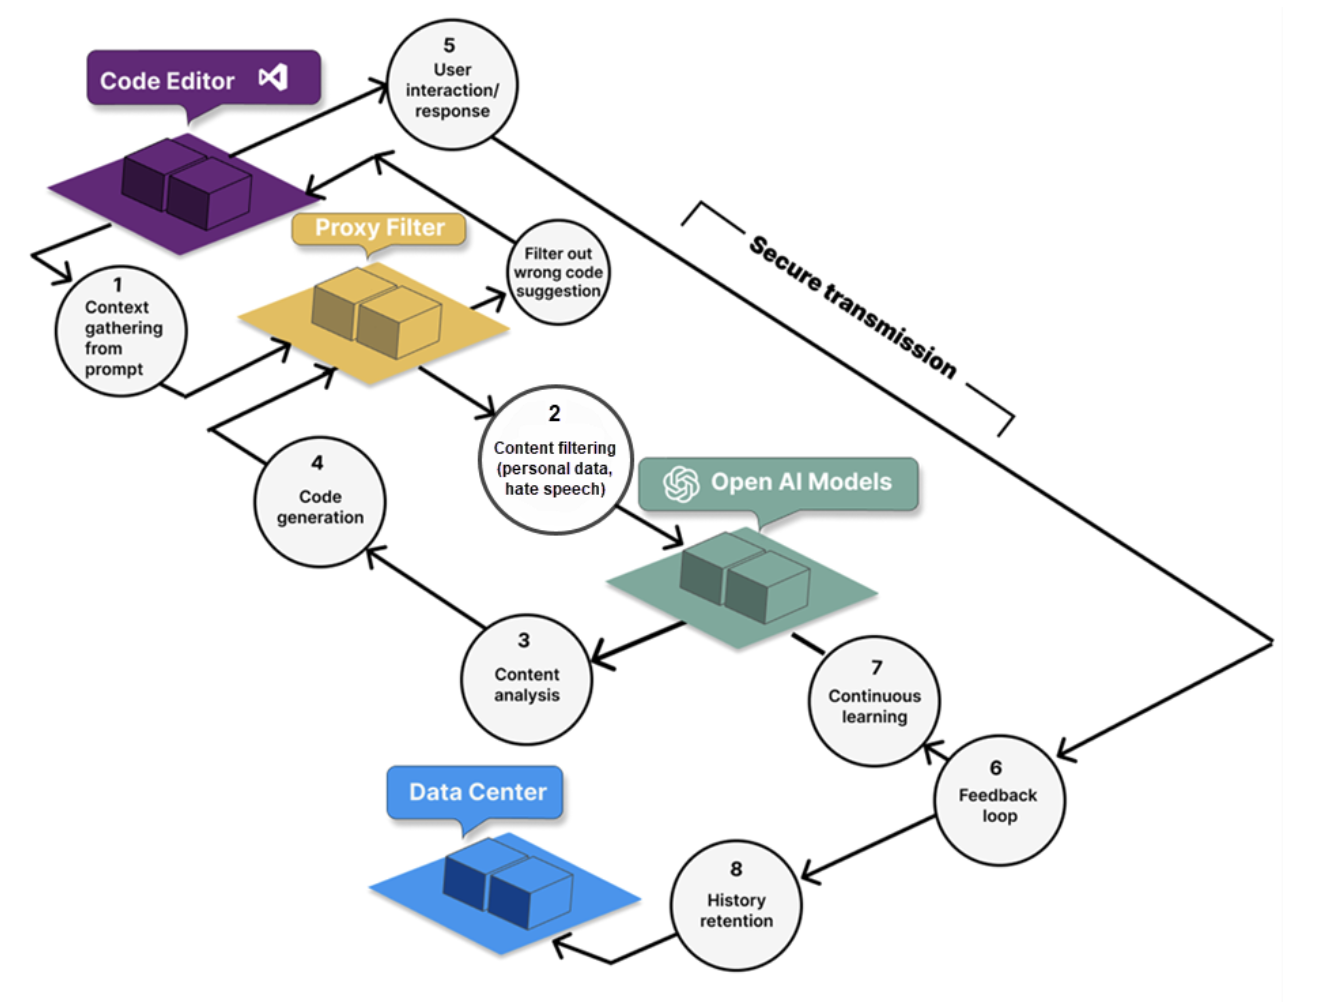 5
User
interaction/
response
Code Editor
Proxy Filter
Filter out
wrong code
suggestion
Secure transmission
1
Context
gathering
from
prompt
2
Content filtering
(personal data,
hate speech)
4
Code
generation
Open AI Models
3
Content
analysis
7
Continuous
learning
6
Feedback
loop
Data Center
8
History
retention